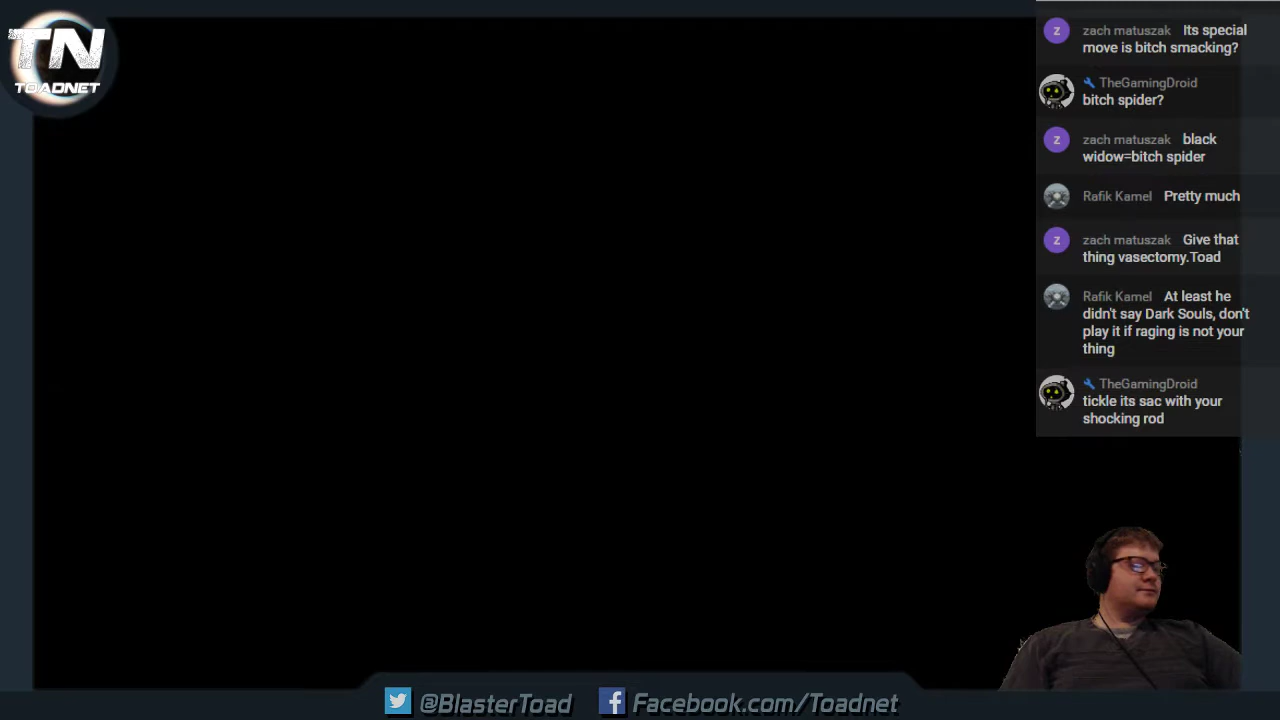 TN
TOADNET
zach matuszak Its special
move is bitch smacking?
TheGamingDroid
bitch spider?
zach matuszak black
widow=bitch spider
Rafik Kamel Pretty much
zach matuszak Give that
thing vasectomy.Toad
Rafik Kamel At least he
didn't say Dark Souls, don't
play it if raging is not your
thing
TheGamingDroid
tickle its sac with your
shocking rod
@BlasterToad Facebook.com/Toadnet